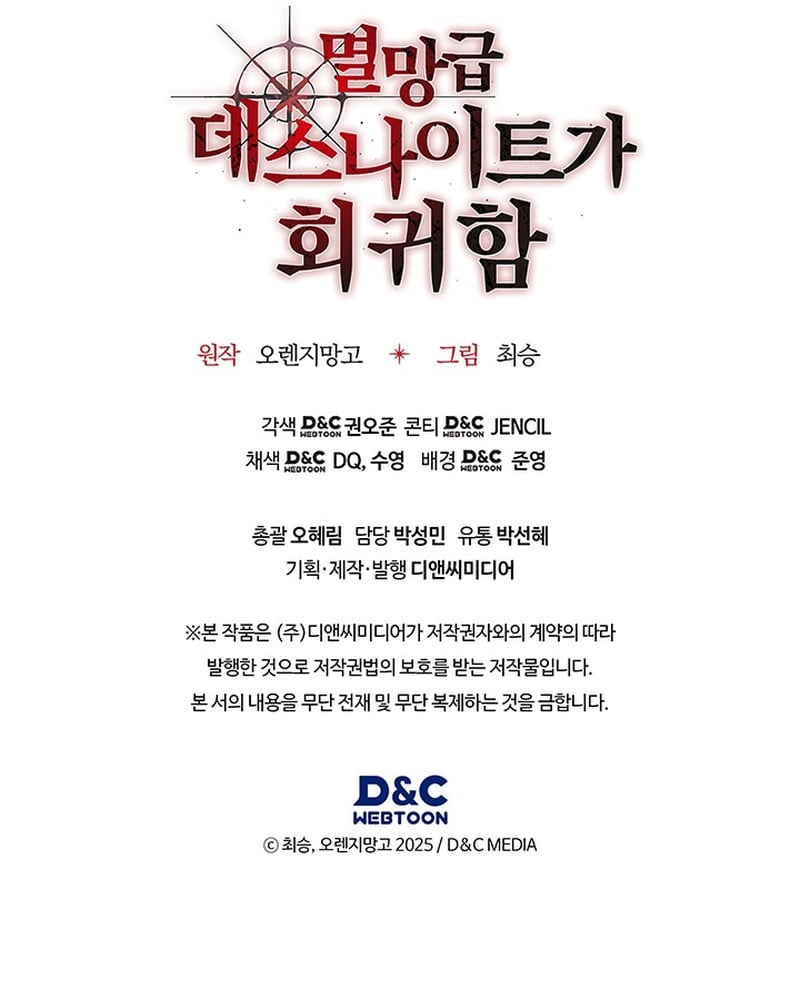 멸망급
데스나이트가
회귀함
원작 오렌지망고 그림 최승
각색 D&C WEBTOON 권오준 콘티 D&C WEBTOON JENCIL
채색 D&C WEBTOON DQ, 수영 배경 D&C WEBTOON 준영
총괄 오혜림 담당 박성민 유통 박선혜
기획·제작·발행 디앤씨미디어
※본 작품은 (주)디앤씨미디어가 저작권자와의 계약의 따라
발행한 것으로 저작권법의 보호를 받는 저작물입니다.
본 서의 내용을 무단 전재 및 무단 복제하는 것을 금합니다.
D&C
WEBTOON
ⓒ 최승, 오렌지망고 2025 / D&C MEDIA